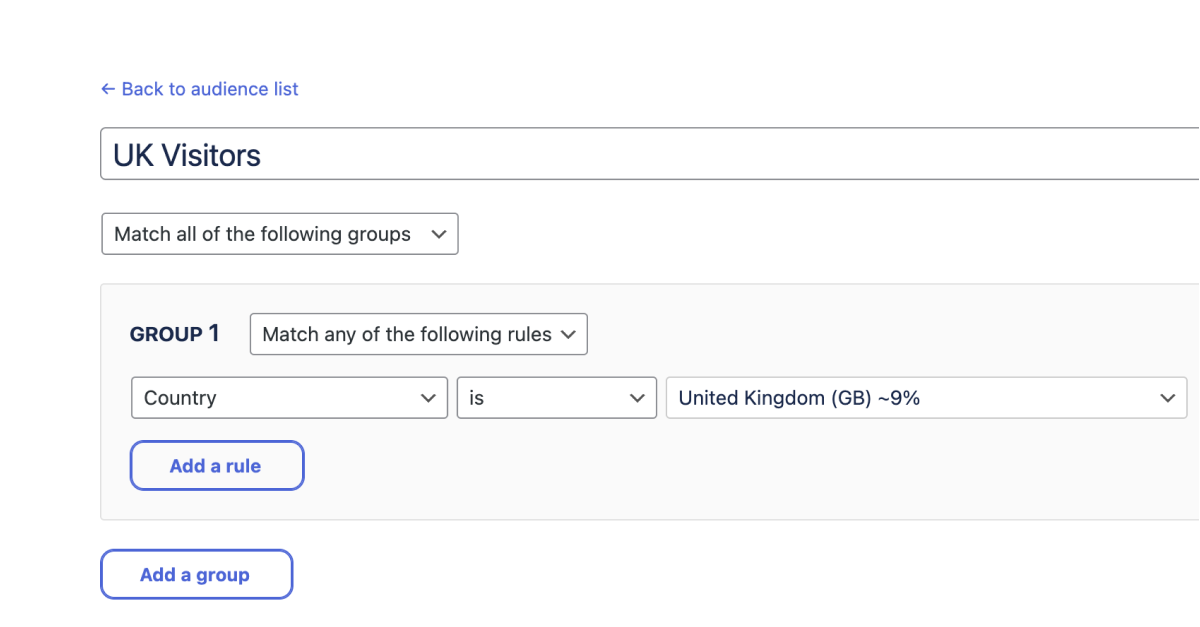 ← Back to audience list
UK Visitors
Match all of the following groups
GROUP 1 Match any of the following rules
Country is United Kingdom (GB) ~9%
Add a rule
Add a group